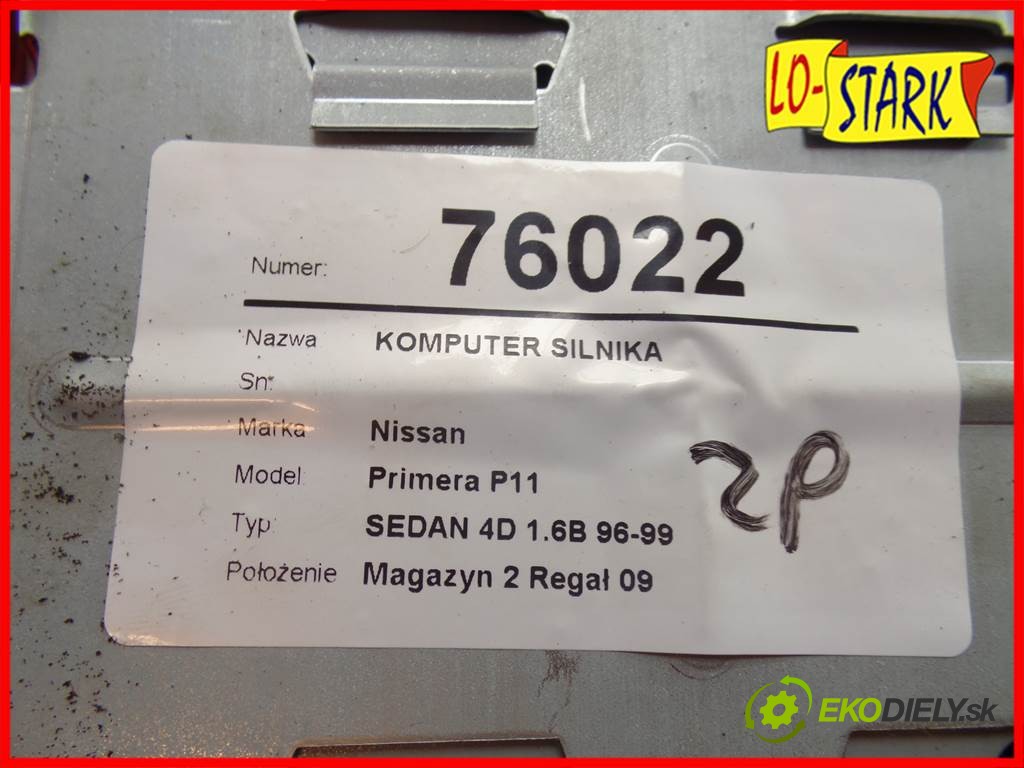 LO-STARK
Numer: 76022
Nazwa KOMPUTER SILNIKA
Sn:
Marka Nissan
Model: Primera P11
Typ: SEDAN 4D 1.6B 96-99
Położenie Magazyn 2 Regał 09
ZP
EKODIELY.sk